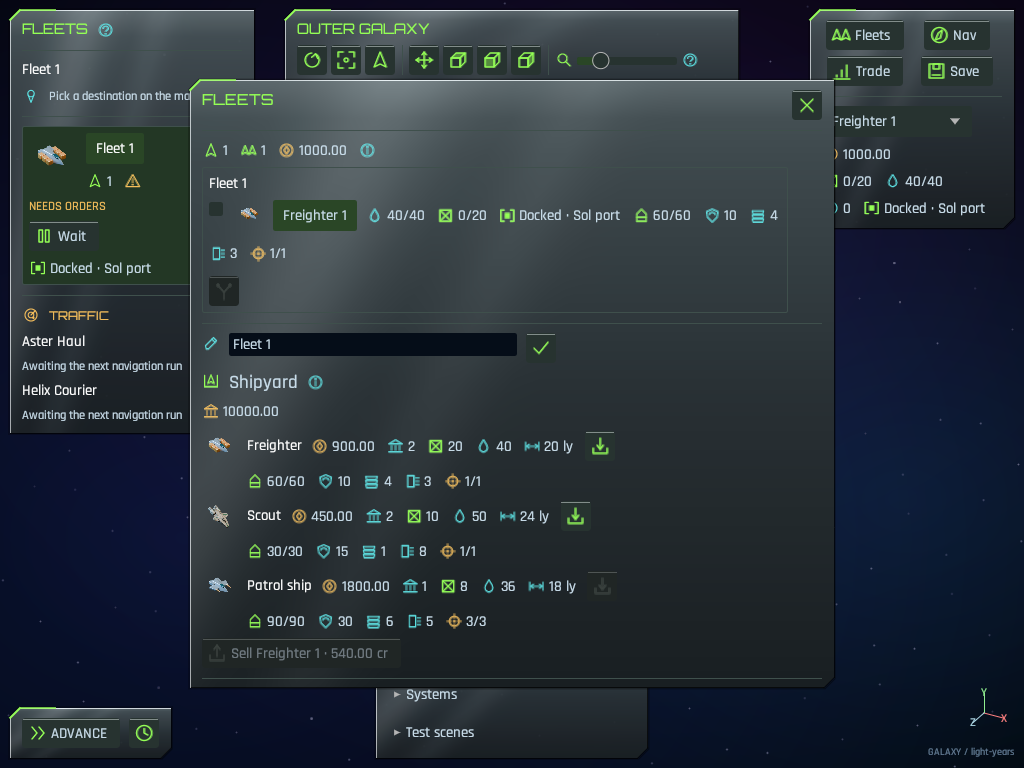 FLEETS
Fleet 1
Pick a destination on the ma
Fleet 1
1
NEEDS ORDERS
Wait
Docked · Sol port
TRAFFIC
Aster Haul
Awaiting the next navigation run
Helix Courier
Awaiting the next navigation run
OUTER GALAXY
Fleets
Nav
Trade
Save
Freighter 1
1000.00
0/20 40/40
0 Docked · Sol port
FLEETS
1 1 1000.00
Fleet 1
Freighter 1 40/40 0/20 Docked · Sol port 60/60 10 4
3 1/1
Fleet 1
Shipyard
10000.00
Freighter 900.00 2 20 40 20 ly
60/60 10 4 3 1/1
Scout 450.00 2 10 50 24 ly
30/30 15 1 8 1/1
Patrol ship 1800.00 1 8 36 18 ly
90/90 30 6 5 3/3
Sell Freighter 1 · 540.00 cr
Systems
Test scenes
ADVANCE
Y
Z X
GALAXY / light-years